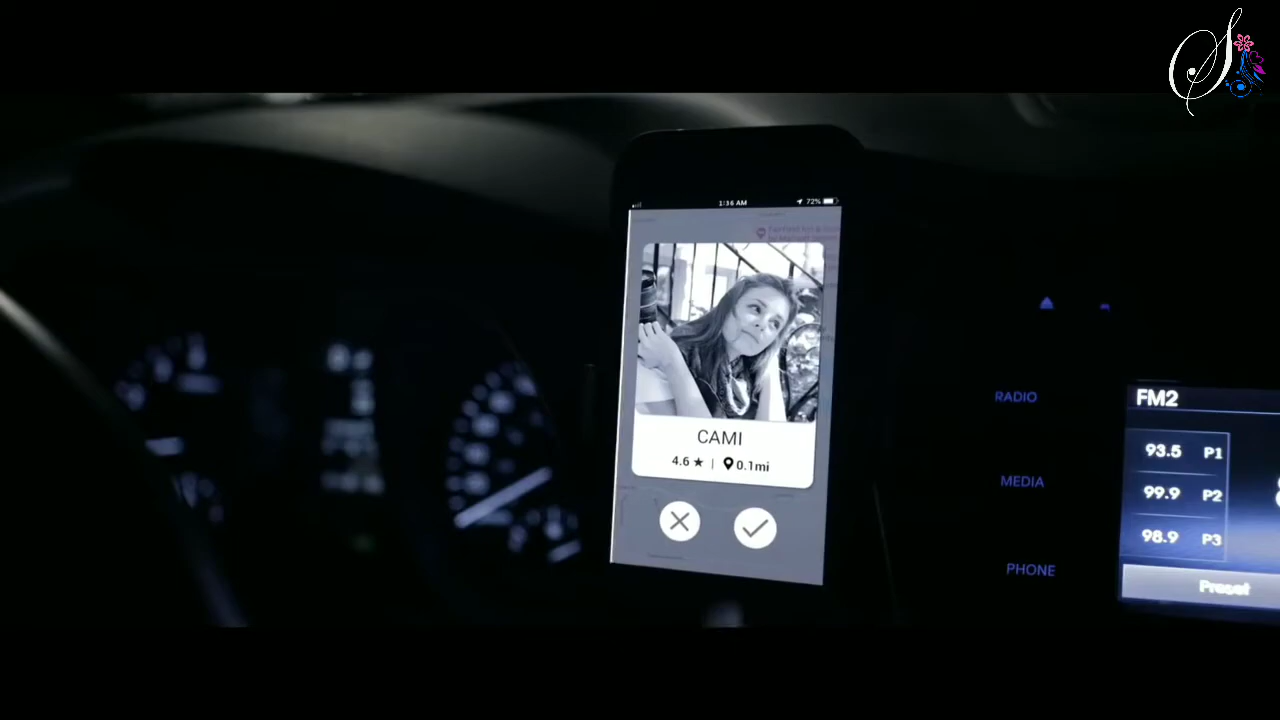 1:36 AM 72%
CAMI
4.6 ★ | 0.1mi
RADIO
MEDIA
PHONE
FM2
93.5 P1
99.9 P2
98.9 P3
Preset